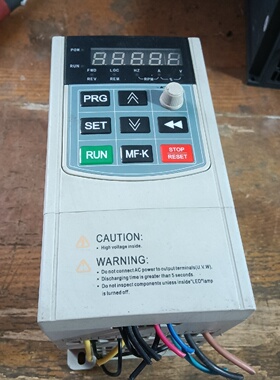 POW
RUN
FWD LOC HZ A V
REV REM RPM %
PRG
SET
RUN MF-K STOP
RESET
CAUTION:
• High voltage inside.
WARNING:
• Do not connect AC power to output terminals(U.V.W).
• Discharging time is greater than 5 seconds.
• Do not inspect components unless inside"LED"lamp
is turned off.